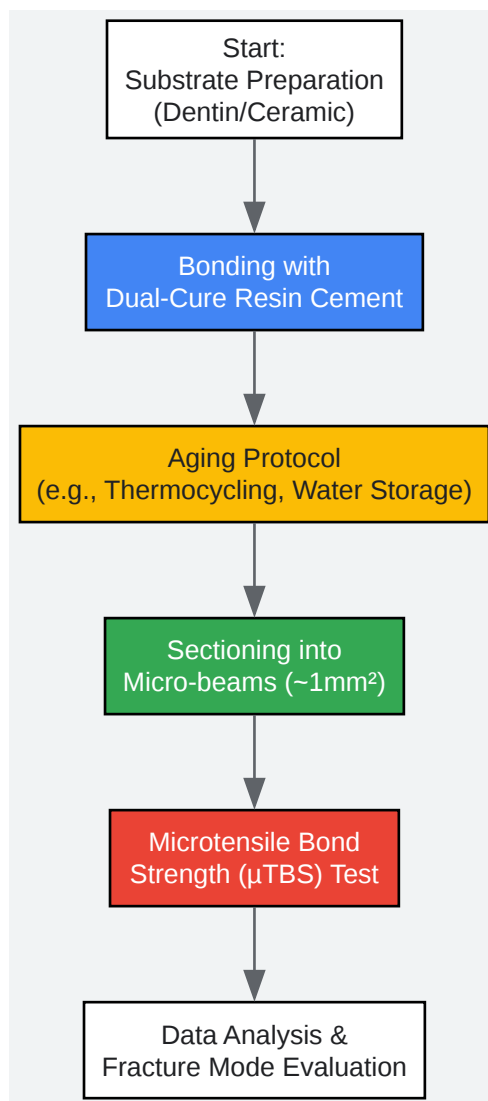 Start:
Substrate Preparation
(Dentin/Ceramic)
Bonding with
Dual-Cure Resin Cement
Aging Protocol
(e.g., Thermocycling, Water Storage)
Sectioning into
Micro-beams (~1mm²)
Microtensile Bond
Strength (µTBS) Test
Data Analysis &
Fracture Mode Evaluation